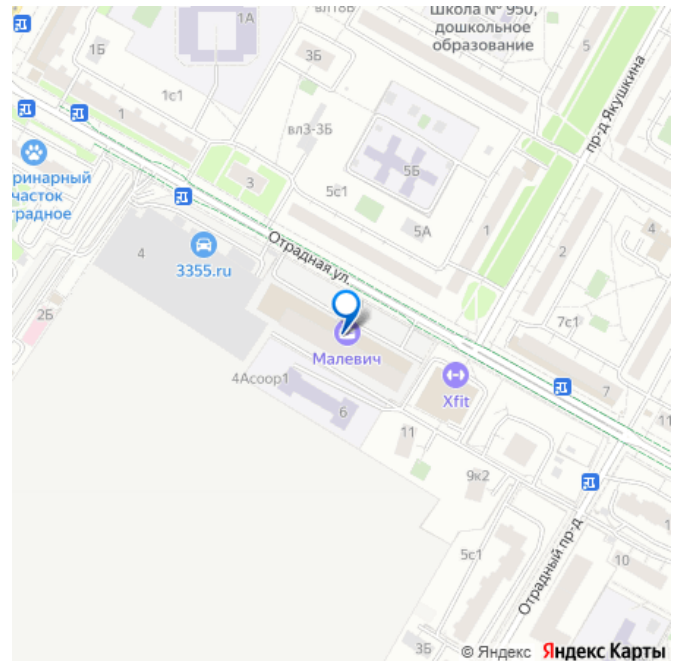 Школа № 950,
дошкольное
образование
вл18Б
1А
1Б
3Б
5
1с1
1
вл3-3Б
пр-д Якушкина
5Б
ринарный
часток
радное
3
5с1
5А
1
4
2
4
Отрадная ул.
3355.ru
2Б
7с1
Малевич
4Асоор1
Xfit
7
6
11
11
9к2
5с1
1
10
Отрадный пр-д
3Б
© Яндекс Яндекс Карты